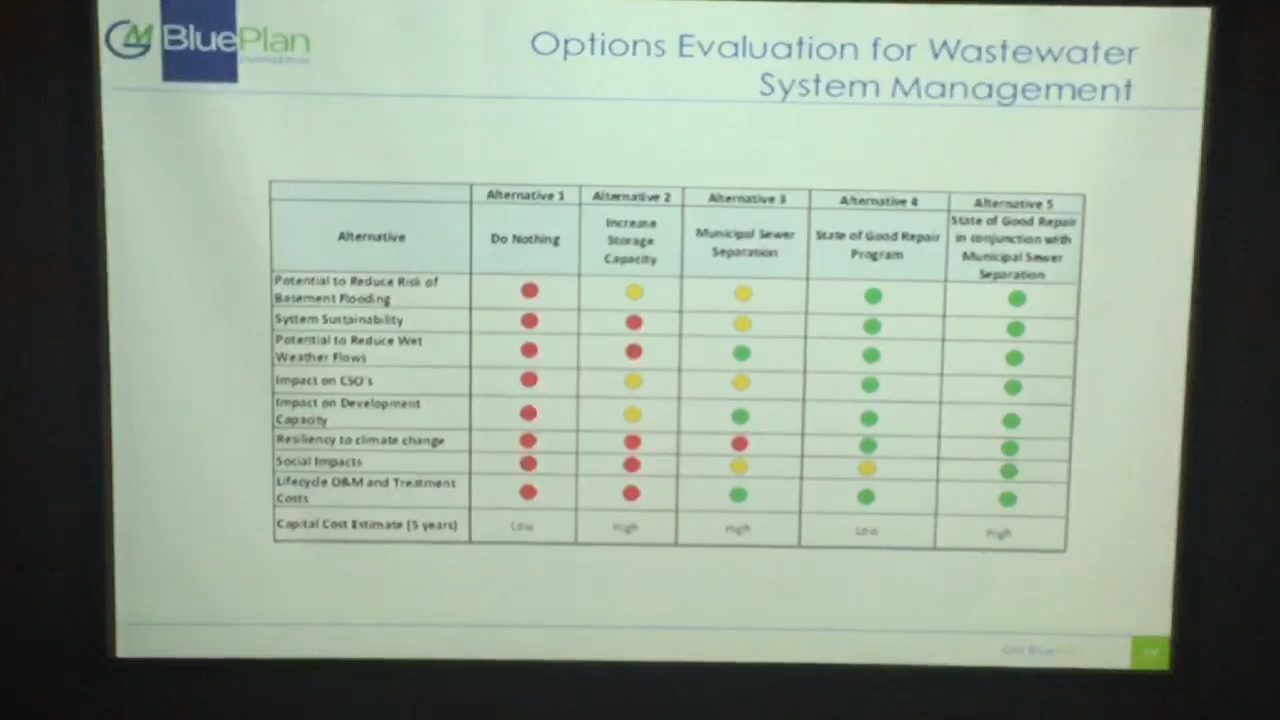 GM BluePlan
ENGINEERING
Options Evaluation for Wastewater
System Management
Alternative 1
Alternative 2
Alternative 3
Alternative 4
Alternative 5
Alternative
Do Nothing
Increase
Storage
Capacity
Municipal Sewer
Separation
State of Good Repair
Program
State of Good Repair
in conjunction with
Municipal Sewer
Separation
Potential to Reduce Risk of
Basement Flooding
System Sustainability
Potential to Reduce Wet
Weather Flows
Impact on CSO's
Impact on Development
Capacity
Resiliency to climate change
Social Impacts
Lifecycle O&M and Treatment
Costs
Capital Cost Estimate (5 years)
Low
High
High
Low
High
GM BluePlan